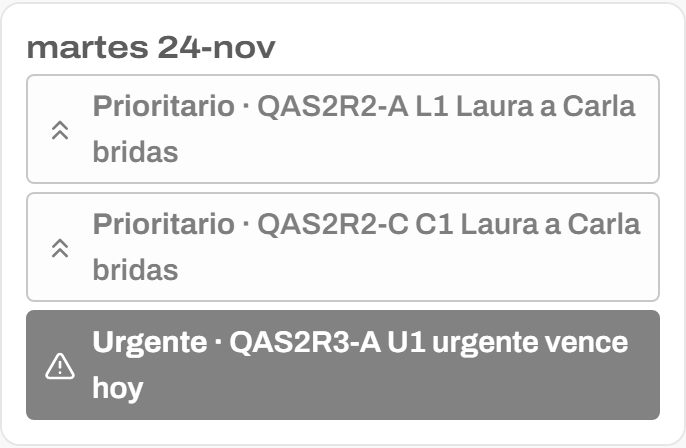 martes 24-nov
Prioritario · QAS2R2-A L1 Laura a Carla
bridas
Prioritario · QAS2R2-C C1 Laura a Carla
bridas
Urgente · QAS2R3-A U1 urgente vence
hoy